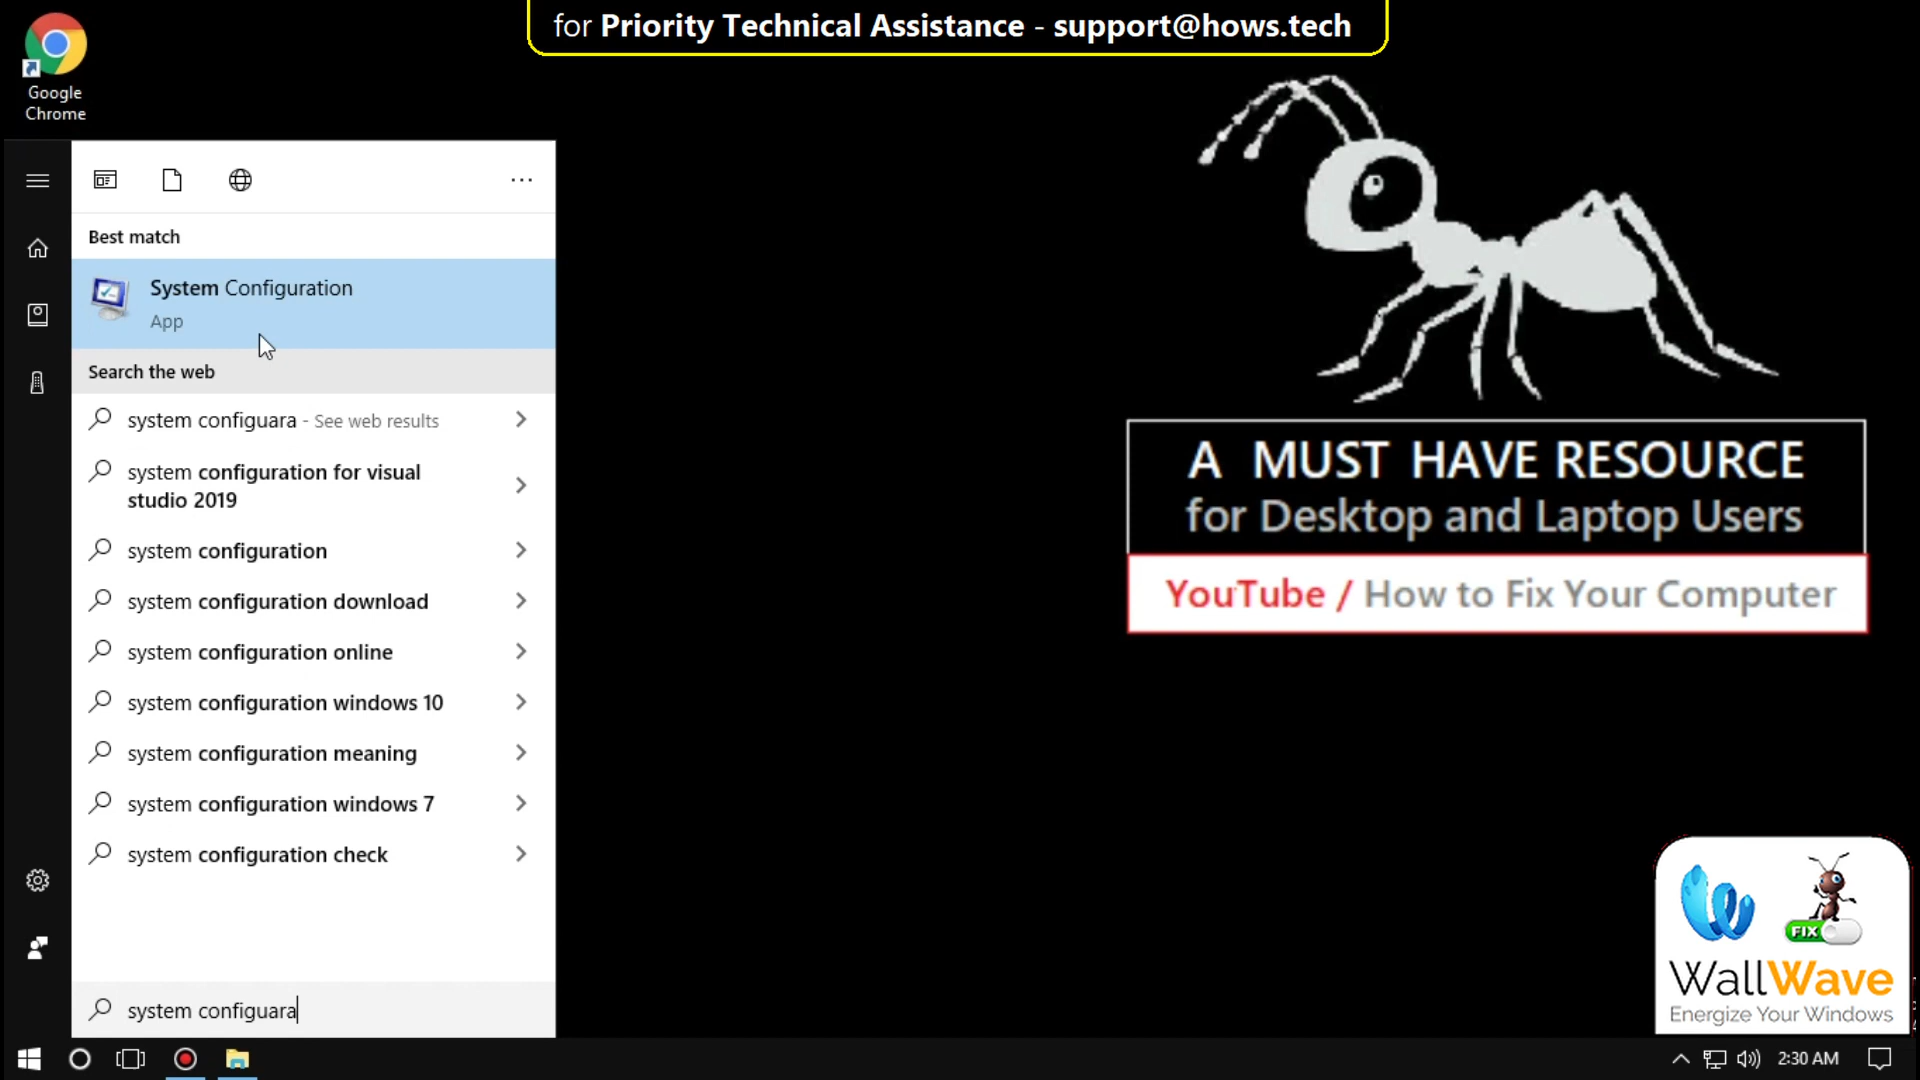 for Priority Technical Assistance - support@hows.tech
Google
Chrome
Best match
System Configuration
App
Search the web
system configuara - See web results
system configuration for visual
studio 2019
system configuration
system configuration download
system configuration online
system configuration windows 10
system configuration meaning
system configuration windows 7
system configuration check
system configuara
A MUST HAVE RESOURCE
for Desktop and Laptop Users
YouTube / How to Fix Your Computer
FIX
WallWave
Energize Your Windows
2:30 AM